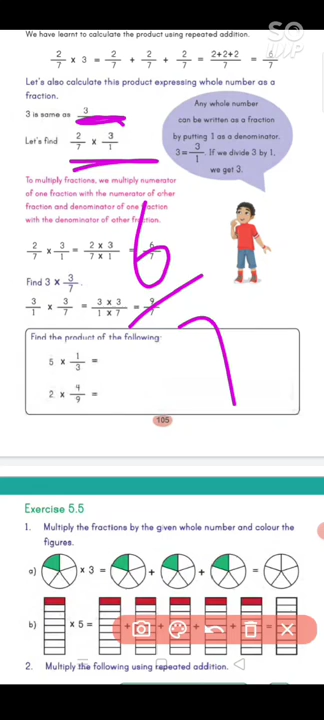 SO
We have learnt to calculate the product using repeated addition.
2/7 x 3 = 2/7 + 2/7 + 2/7 = 2+2+2/7 = 6/7
Let's also calculate this product expressing whole number as a
fraction.
3 is same as 3
Let's find 2/7 x 3/1
Any whole number
can be written as a fraction
by putting 1 as a denominator.
3 = 3/1. If we divide 3 by 1,
we get 3.
To multiply fractions, we multiply numerator
of one fraction with the numerator of other
fraction and denominator of one fraction
with the denominator of other fraction.
2/7 x 3/1 = 2 x 3/7 x 1 = 6/7
6/7
Find 3 x 3/7.
3/1 x 3/7 = 3 x 3/1 x 7 = 9/7
Find the product of the following:
5 x 1/3 =
2 x 4/9 =
105
Exercise 5.5
1. Multiply the fractions by the given whole number and colour the
figures.
a) x 3 = + + =
b) x 5 = + + + + =
2. Multiply the following using repeated addition.